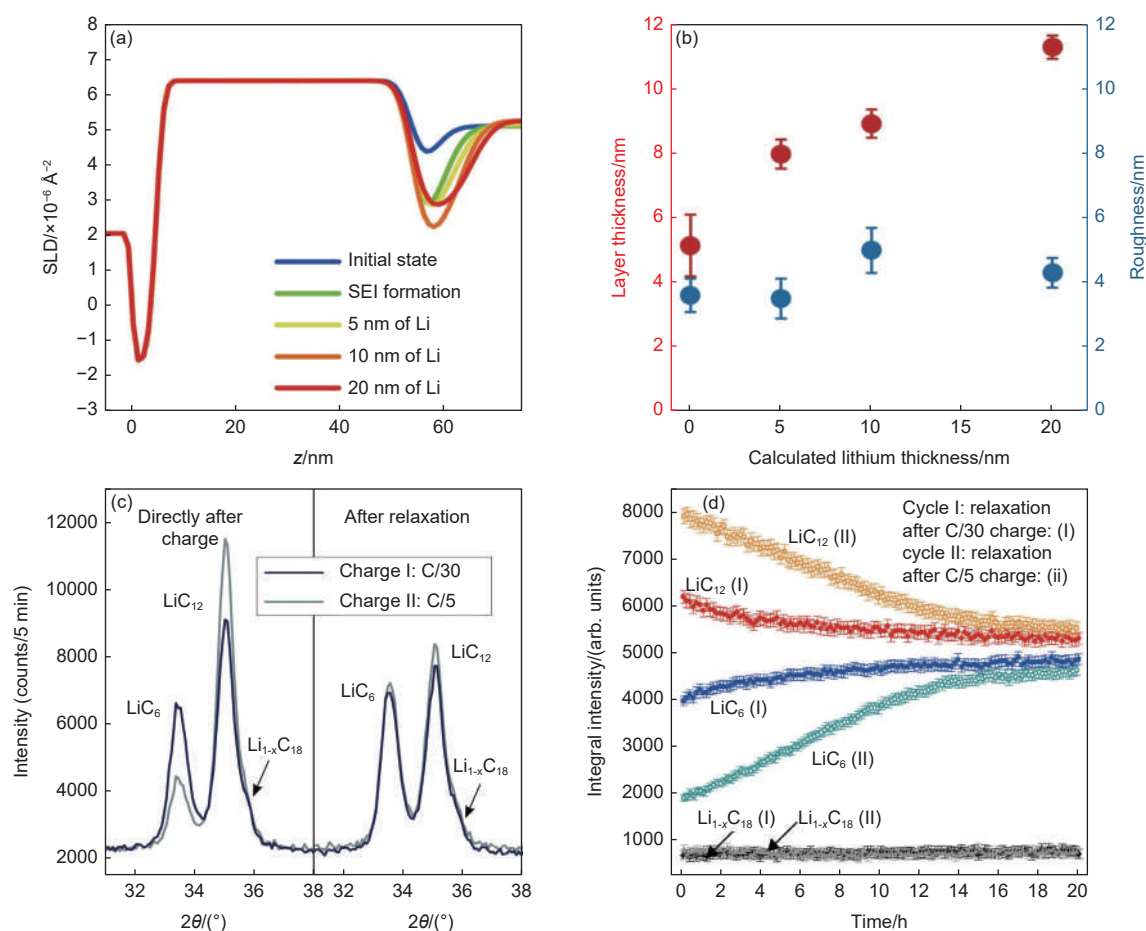 (a)
8
7
6
5
4
3
2
1
0
−1
−2
−3
SLD/×10⁻⁶ Å⁻²
Initial state
SEI formation
5 nm of Li
10 nm of Li
20 nm of Li
0 20 40 60
z/nm
(b)
12
10
8
6
4
2
0
Layer thickness/nm
12
10
8
6
4
2
0
Roughness/nm
0 5 10 15 20
Calculated lithium thickness/nm
(c)
12000
10000
8000
6000
4000
2000
Intensity (counts/5 min)
Directly after
charge
After relaxation
Charge I: C/30
Charge II: C/5
LiC₁₂
LiC₆
Li₁₋ₓC₁₈
LiC₁₂
LiC₆
Li₁₋ₓC₁₈
32 34 36 38 32 34 36 38
2θ/(°) 2θ/(°)
(d)
8000
7000
6000
5000
4000
3000
2000
1000
Integral intensity/(arb. units)
Cycle I: relaxation
after C/30 charge: (I)
cycle II: relaxation
after C/5 charge: (ii)
LiC₁₂ (II)
LiC₁₂ (I)
LiC₆ (I)
LiC₆ (II)
Li₁₋ₓC₁₈ (I) Li₁₋ₓC₁₈ (II)
0 2 4 6 8 10 12 14 16 18 20
Time/h